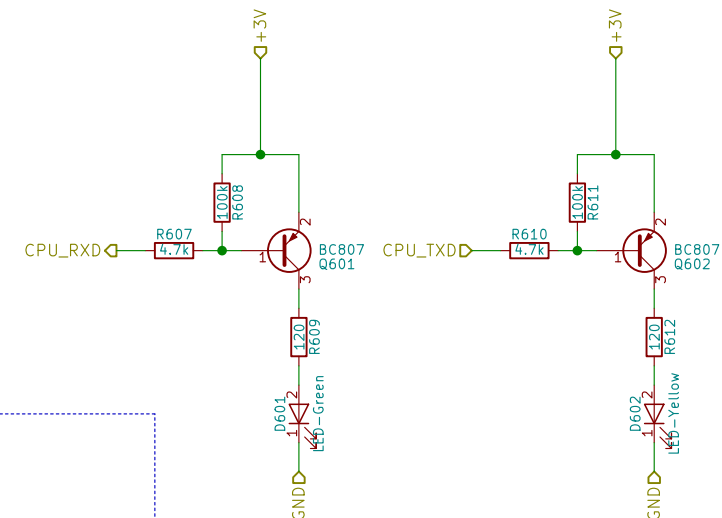 +3V
100k
R608
R607
4.7k
CPU_RXD
1
2
3
BC807
Q601
120
R609
D601
2
1
LED-Green
GND
+3V
100k
R611
R610
4.7k
CPU_TXD
1
2
3
BC807
Q602
120
R612
D602
2
1
LED-Yellow
GND